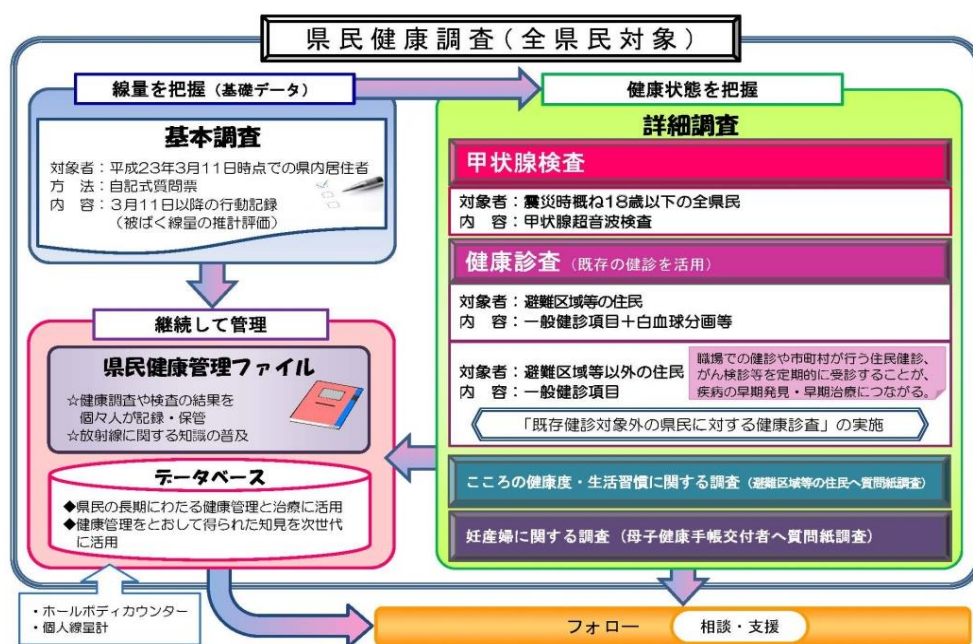 県民健康調査(全県民対象)
線量を把握(基礎データ)
基本調査
対象者:平成23年3月11日時点での県内居住者
方 法:自記式質問票
内 容:3月11日以降の行動記録
(被ばく線量の推計評価)
継続して管理
県民健康管理ファイル
☆健康調査や検査の結果を
個々人が記録・保管
☆放射線に関する知識の普及
データベース
◆県民の長期にわたる健康管理と治療に活用
◆健康管理をとおして得られた知見を次世代
に活用
・ホールボディカウンター
・個人線量計
健康状態を把握
詳細調査
甲状腺検査
対象者:震災時概ね18歳以下の全県民
内 容:甲状腺超音波検査
健康診査(既存の健診を活用)
対象者:避難区域等の住民
内 容:一般健診項目+白血球分画等
対象者:避難区域等以外の住民
内 容:一般健診項目
職場での健診や市町村が行う住民健診、
がん検診等を定期的に受診することが、
疾病の早期発見・早期治療につながる。
「既存健診対象外の県民に対する健康診査」の実施
こころの健康度・生活習慣に関する調査(避難区域等の住民へ質問紙調査)
妊産婦に関する調査(母子健康手帳交付者へ質問紙調査)
フォロー 相談・支援